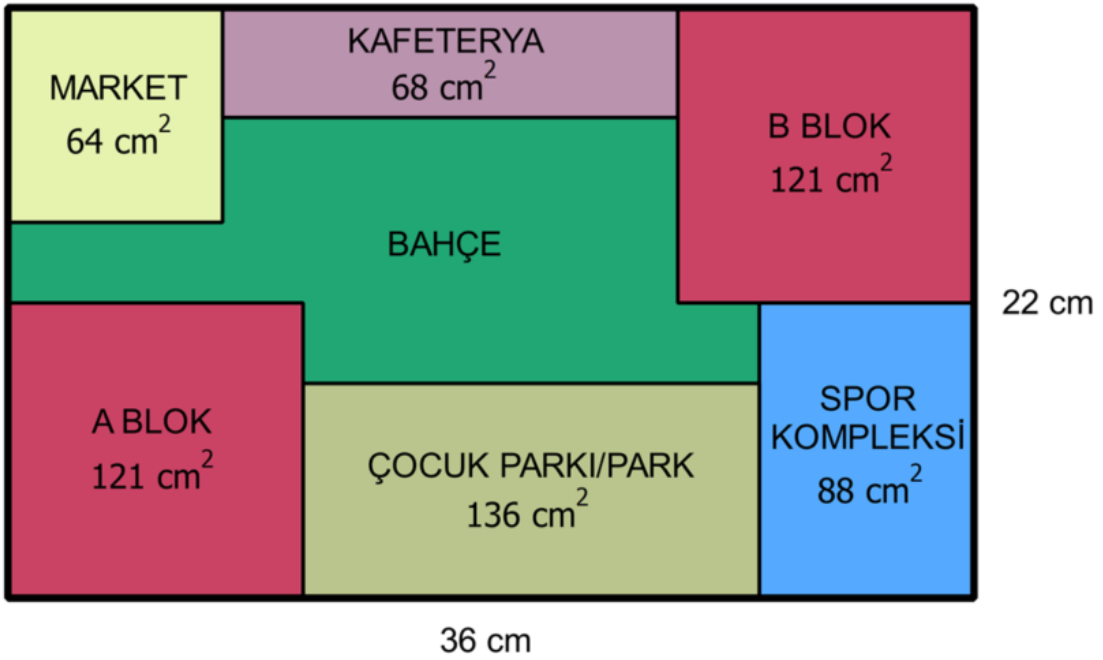 MARKET
64 cm²
KAFETERYA
68 cm²
B BLOK
121 cm²
BAHÇE
22 cm
A BLOK
121 cm²
ÇOCUK PARKI/PARK
136 cm²
SPOR
KOMPLEKSİ
88 cm²
36 cm